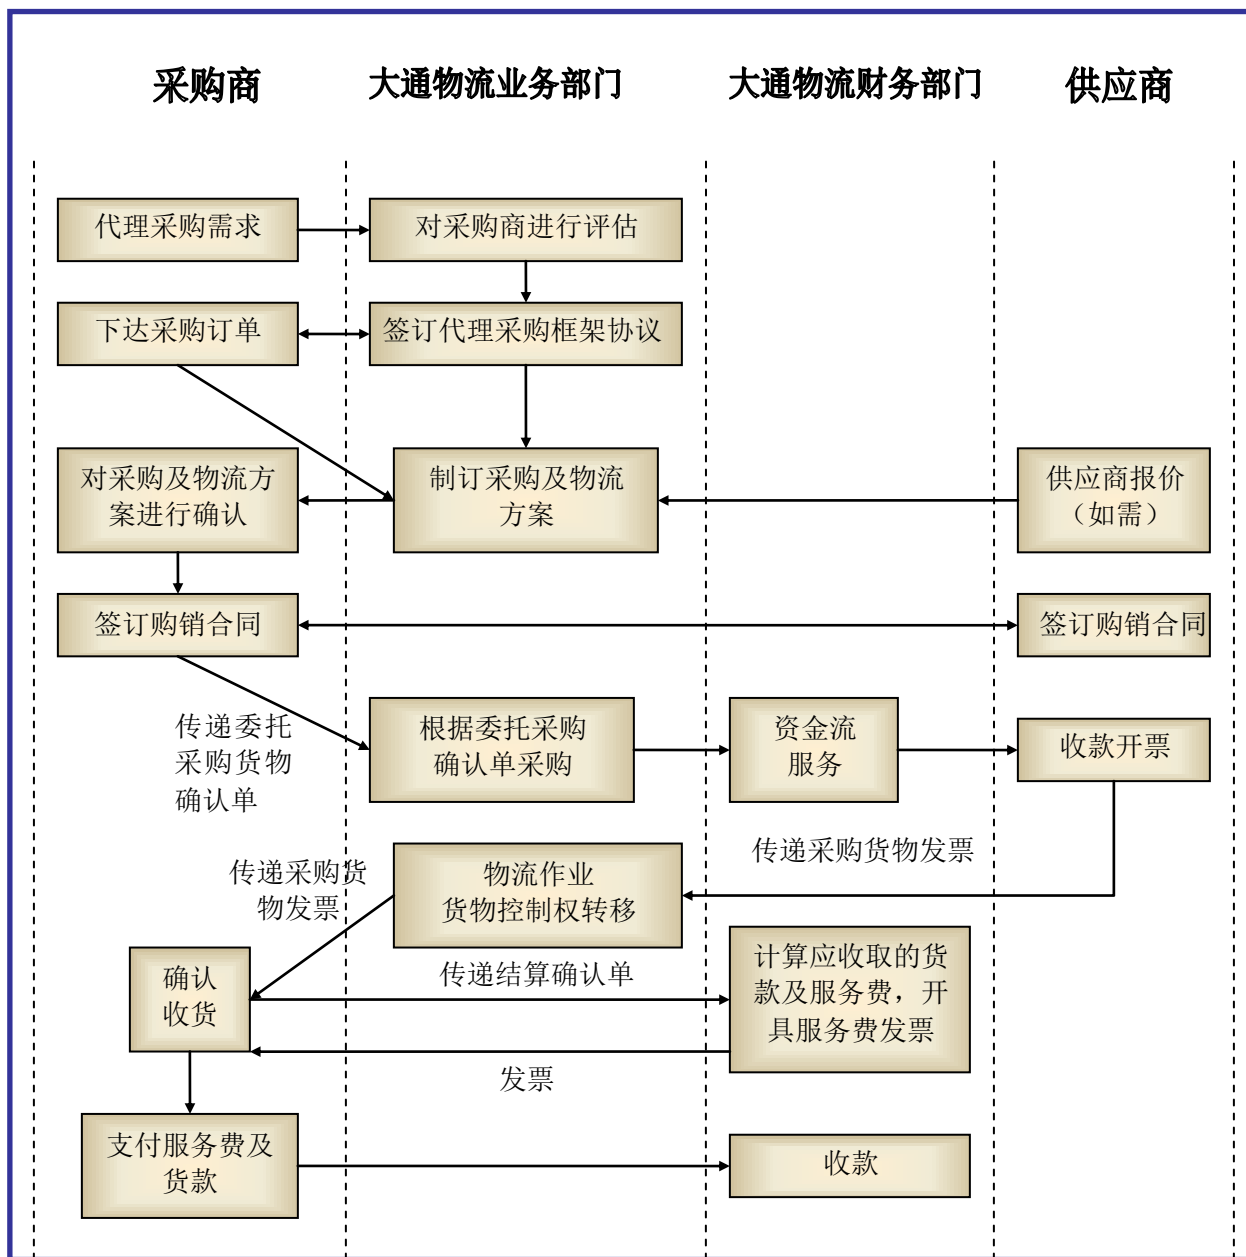 采购商
大通物流业务部门
大通物流财务部门
供应商
代理采购需求
对采购商进行评估
下达采购订单
签订代理采购框架协议
对采购及物流方
案进行确认
制订采购及物流
方案
供应商报价
（如需）
签订购销合同
签订购销合同
传递委托
采购货物
确认单
根据委托采购
确认单采购
资金流
服务
收款开票
传递采购货物发票
传递采购货
物发票
物流作业
货物控制权转移
确认
收货
传递结算确认单
计算应收取的货
款及服务费，开
具服务费发票
发票
支付服务费及
货款
收款